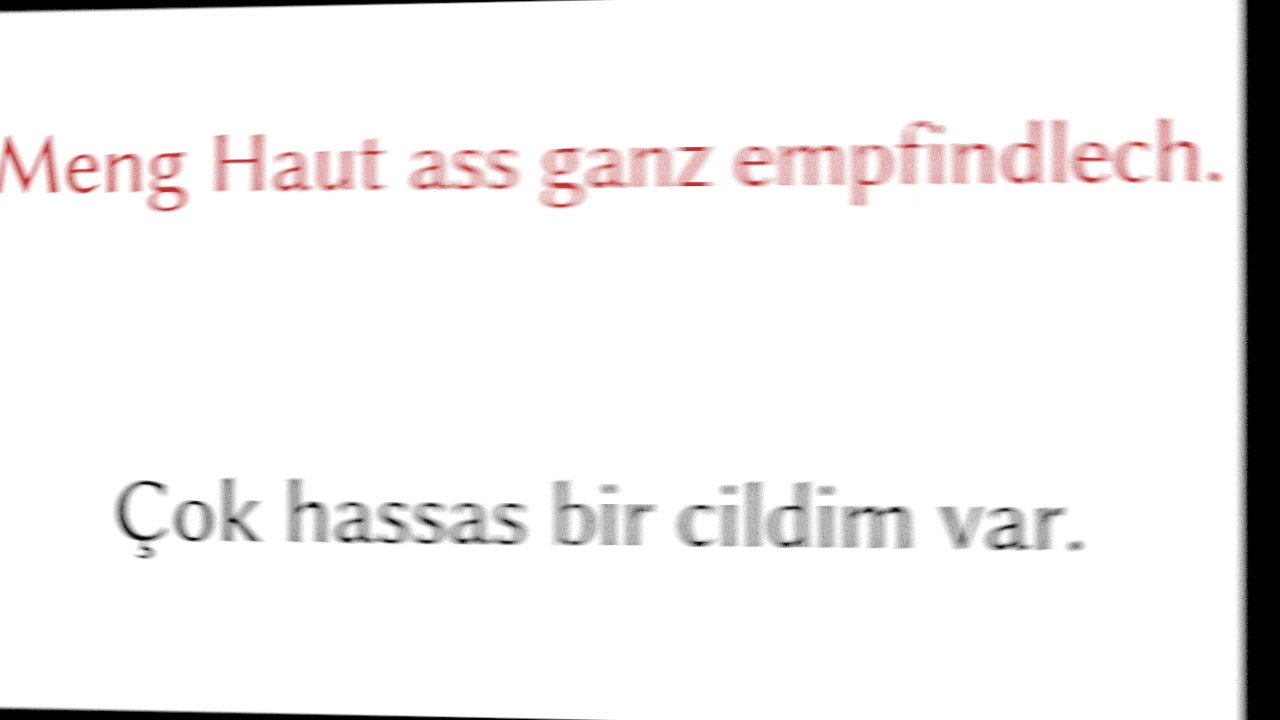 Meng Haut ass ganz empfindlech.
Çok hassas bir cildim var.